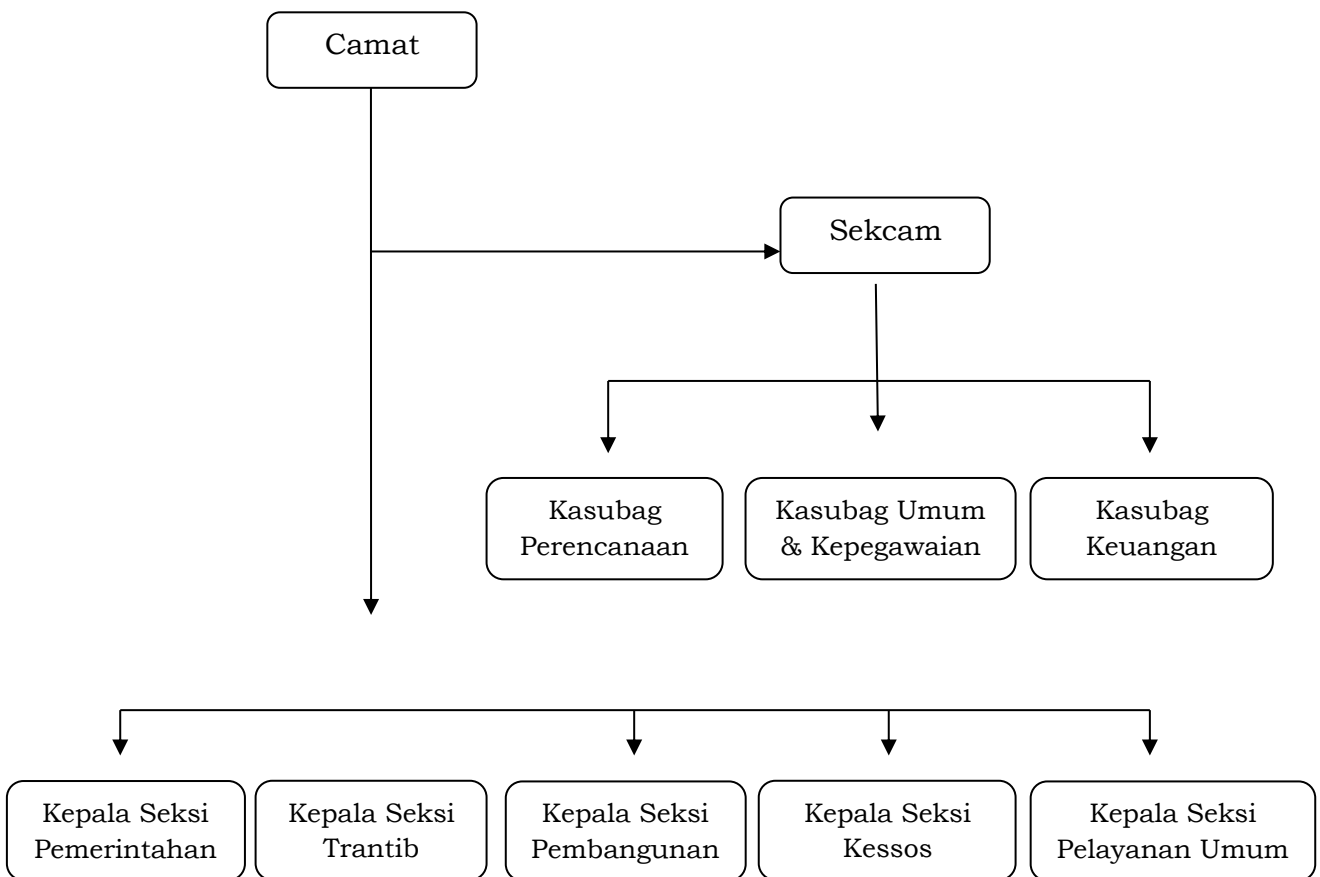 Camat
Sekcam
Kasubag
Perencanaan
Kasubag Umum
& Kepegawaian
Kasubag
Keuangan
Kepala Seksi
Pemerintahan
Kepala Seksi
Trantib
Kepala Seksi
Pembangunan
Kepala Seksi
Kessos
Kepala Seksi
Pelayanan Umum